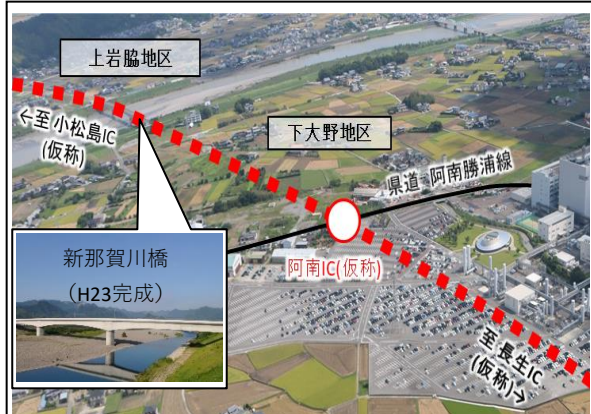 上岩脇地区
←至小松島IC
(仮称)
下大野地区
県道 阿南勝浦線
新那賀川橋
（H23完成）
阿南IC(仮称)
至長生IC
(仮称)→